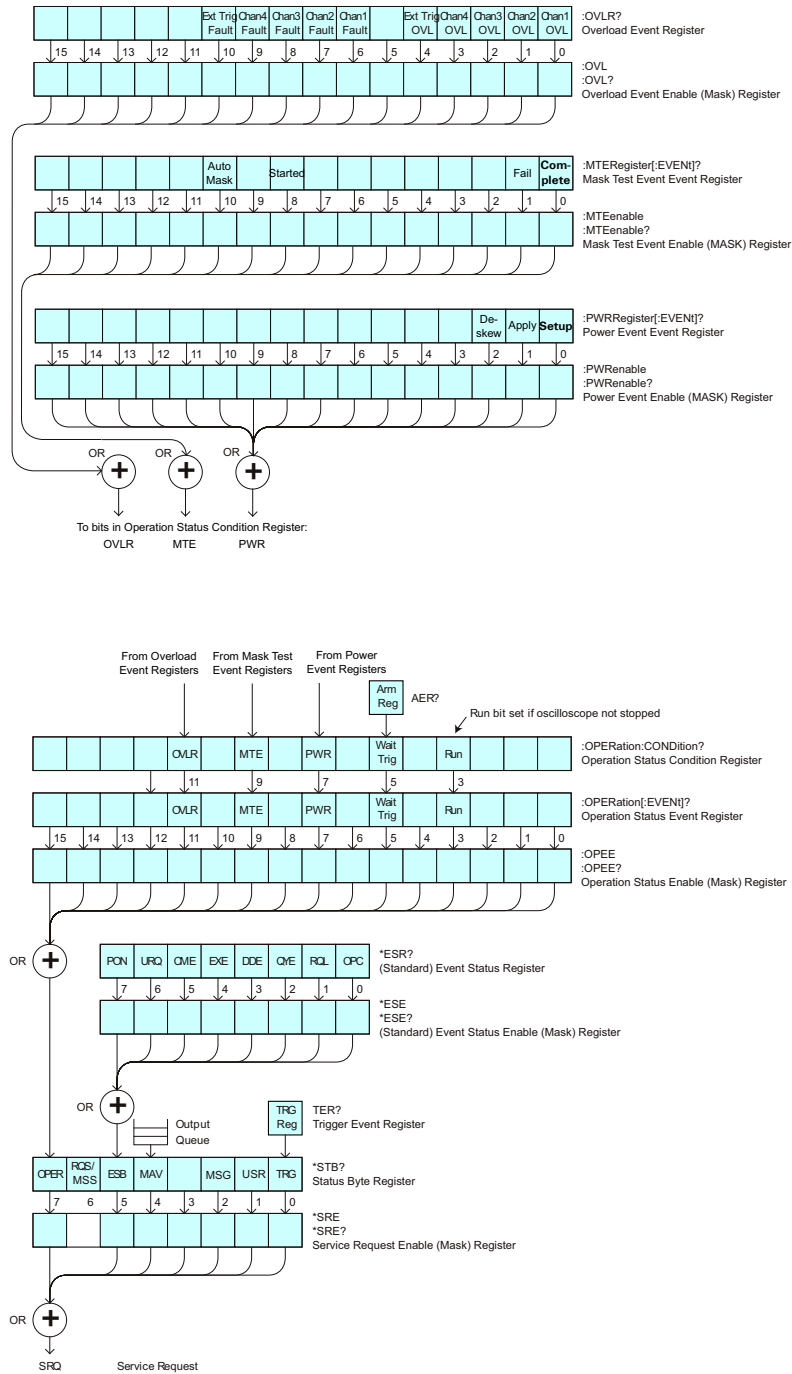 Ext Trig Chan4 Chan3 Chan2 Chan1 Ext Trig Chan4 Chan3 Chan2 Chan1
Fault Fault Fault Fault Fault OVL OVL OVL OVL OVL
:OVLR?
Overload Event Register
15 14 13 12 11 10 9 8 7 6 5 4 3 2 1 0
:OVL
:OVL?
Overload Event Enable (Mask) Register
Auto
Mask
Started
Fail
Com-
plete
:MTERegister[:EVENt]?
Mask Test Event Event Register
15 14 13 12 11 10 9 8 7 6 5 4 3 2 1 0
:MTEenable
:MTEenable?
Mask Test Event Enable (MASK) Register
De-
skew
Apply
Setup
:PWRRegister[:EVENt]?
Power Event Event Register
15 14 13 12 11 10 9 8 7 6 5 4 3 2 1 0
:PWRenable
:PWRenable?
Power Event Enable (MASK) Register
OR OR OR
+ + +
To bits in Operation Status Condition Register:
OVLR MTE PWR
From Overload
Event Registers
From Mask Test
Event Registers
From Power
Event Registers
Arm
Reg
AER?
Run bit set if oscilloscope not stopped
OVLR MTE PWR
Wait
Trig
Run
:OPERation:CONDition?
Operation Status Condition Register
11 9 7 5 3
OVLR MTE PWR
Wait
Trig
Run
:OPERation[:EVENt]?
Operation Status Event Register
15 14 13 12 11 10 9 8 7 6 5 4 3 2 1 0
:OPEE
:OPEE?
Operation Status Enable (Mask) Register
OR
+
PON URQ CME EXE DDE QYE RQL OPC
*ESR?
(Standard) Event Status Register
7 6 5 4 3 2 1 0
*ESE
*ESE?
(Standard) Event Status Enable (Mask) Register
OR
+
Output
Queue
TRG
Reg
TER?
Trigger Event Register
OPER
RQS/
MSS
ESB MAV MSG USR TRG
*STB?
Status Byte Register
7 6 5 4 3 2 1 0
*SRE
*SRE?
Service Request Enable (Mask) Register
OR
+
SRQ Service Request